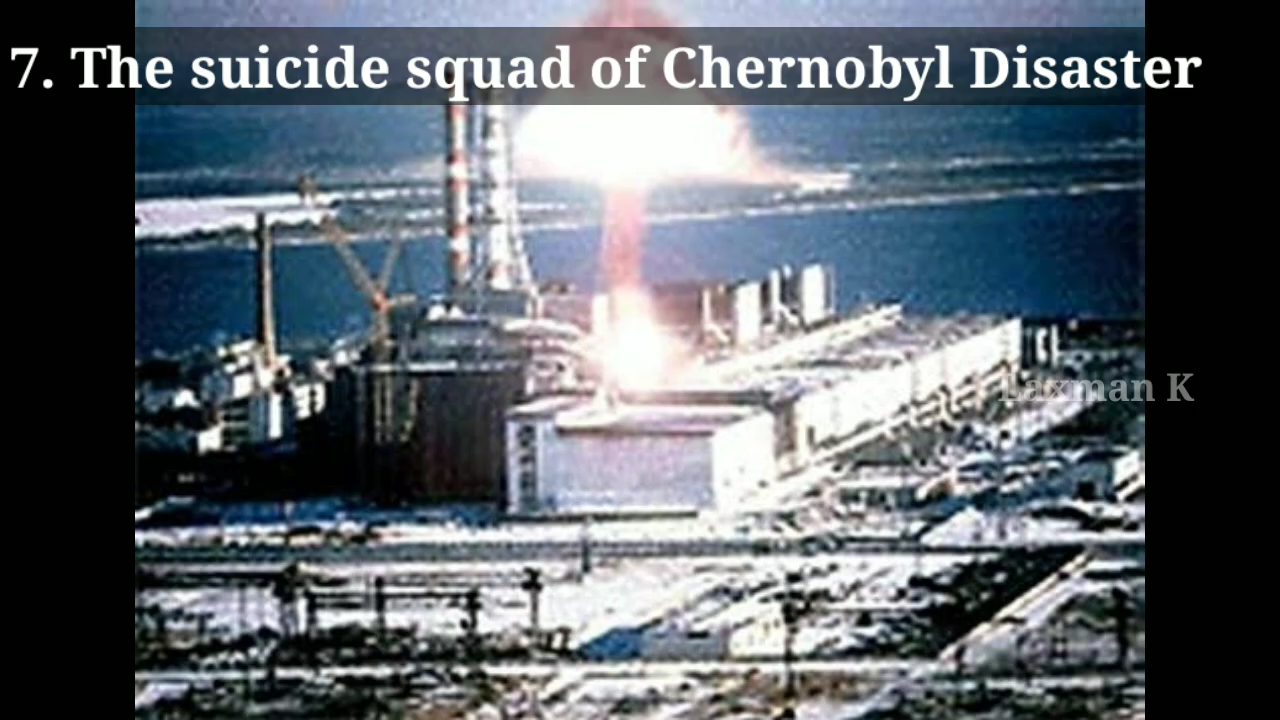 7. The suicide squad of Chernobyl Disaster
Laxman K